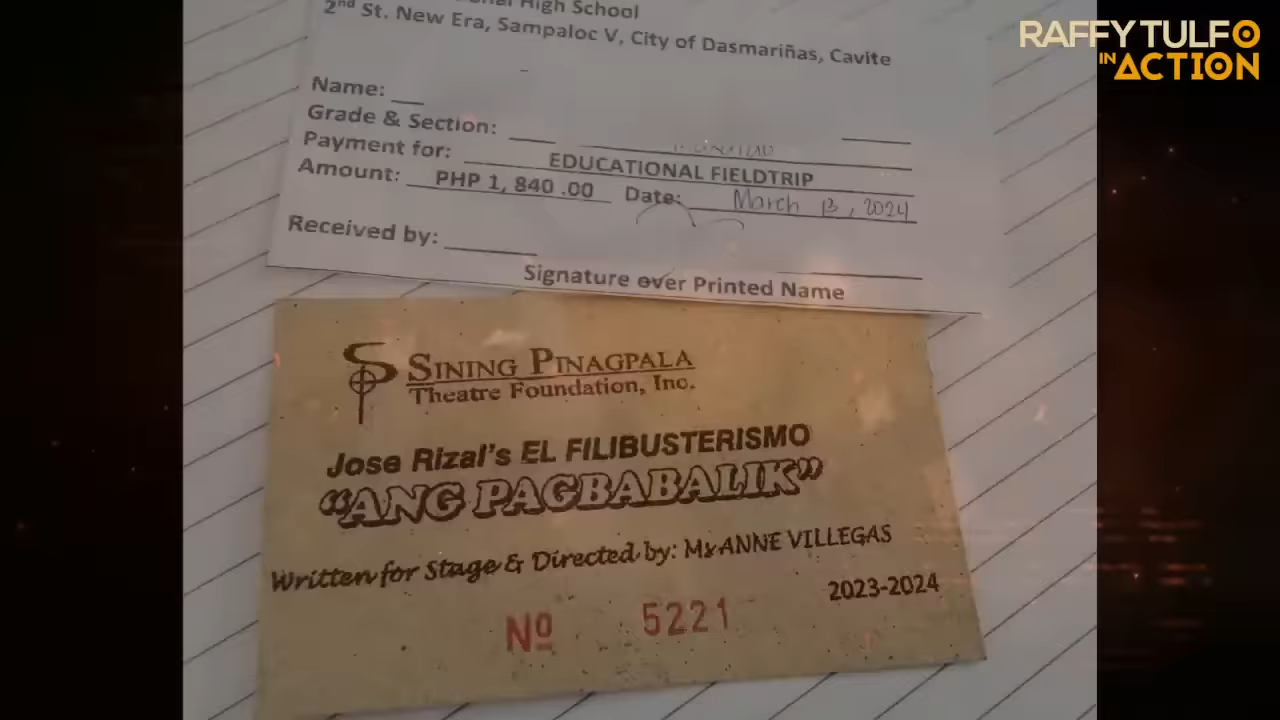 High School
2nd St. New Era, Sampaloc V, City of Dasmariñas, Cavite
Name:
Grade & Section:
Payment for: EDUCATIONAL FIELDTRIP
Amount: PHP 1, 840 .00 Date: March 13, 2024
Received by:
Signature over Printed Name
SINING PINAGPALA
Theatre Foundation, Inc.
Jose Rizal's EL FILIBUSTERISMO
"ANG PAGBABALIK"
Written for Stage & Directed by: Ms ANNE VILLEGAS
2023-2024
Nº 5221
RAFFY TULFO
IN ACTION